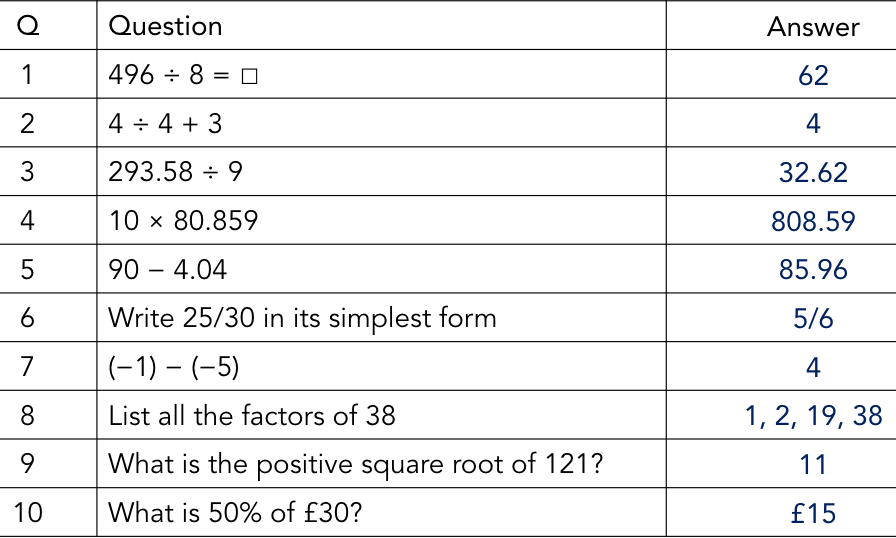 Q Question Answer
1 496 ÷ 8 = □ 62
2 4 ÷ 4 + 3 4
3 293.58 ÷ 9 32.62
4 10 × 80.859 808.59
5 90 − 4.04 85.96
6 Write 25/30 in its simplest form 5/6
7 (−1) − (−5) 4
8 List all the factors of 38 1, 2, 19, 38
9 What is the positive square root of 121? 11
10 What is 50% of £30? £15